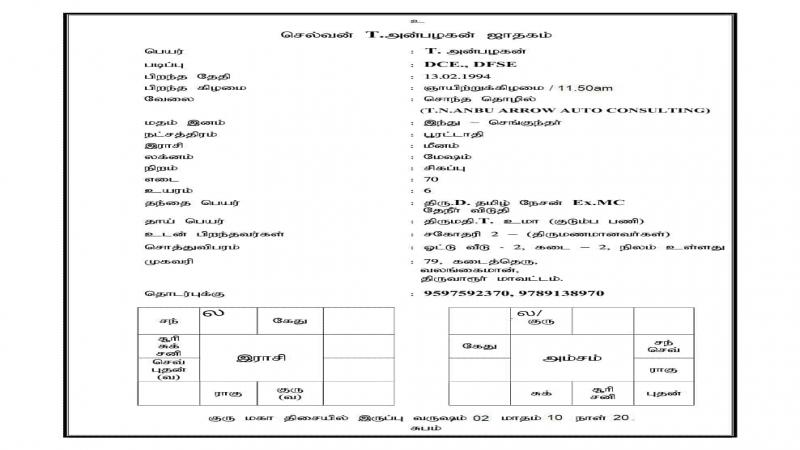 உ
செல்வன் T.அன்பழகன் ஜாதகம்
பெயர் : T. அன்பழகன்
படிப்பு : DCE., DFSE
பிறந்த தேதி : 13.02.1994
பிறந்த கிழமை : ஞாயிற்றுக்கிழமை / 11.50am
வேலை : சொந்த தொழில்
(T.N.ANBU ARROW AUTO CONSULTING)
மதம் இனம் : இந்து – செங்குந்தர்
நட்சத்திரம் : பூரட்டாதி
இராசி : மீனம்
லக்னம் : மேஷம்
நிறம் : சிகப்பு
எடை : 70
உயரம் : 6
தந்தை பெயர் : திரு.D. தமிழ் நேசன் Ex.MC
தேநீர் விடுதி
தாய் பெயர் : திருமதி.T. உமா (குடும்ப பணி)
உடன் பிறந்தவர்கள் : சகோதரி 2 – (திருமணமானவர்கள்)
சொத்துவிபரம் : ஓட்டு வீடு - 2, கடை – 2, நிலம் உள்ளது
முகவரி : 79, கடைத்தெரு,
வலங்கைமான்,
திருவாரூர் மாவட்டம்.
தொடர்புக்கு : 9597592370, 9789138970
சந் ல கேது
சூரி
சுக்
சனி
செவ்
புதன்
(வ)
இராசி
ராகு குரு
(வ)
ல/
குரு
கேது அம்சம் சந்
செவ்
ராகு
சுக் சூரி
சனி புதன்
குரு மகா திசையில் இருப்பு வருஷம் 02 மாதம் 10 நாள் 20.
சுபம்